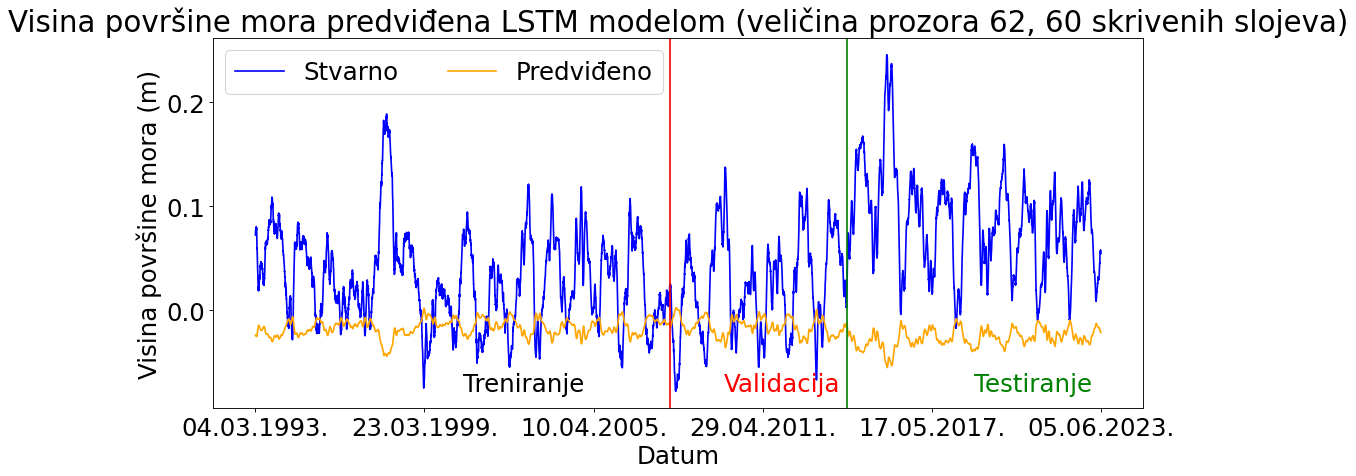 Visina površine mora predviđena LSTM modelom (veličina prozora 62, 60 skrivenih slojeva)
Stvarno
Predviđeno
Visina površine mora (m)
0.2
0.1
0.0
Treniranje
Validacija
Testiranje
04.03.1993.
23.03.1999.
10.04.2005.
29.04.2011.
17.05.2017.
05.06.2023.
Datum